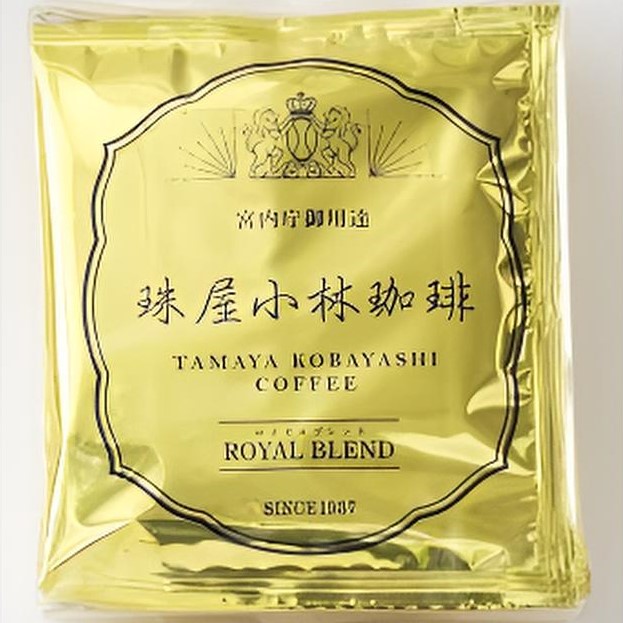 宮内庁御用達
珠屋小林珈琲
TAMAYA KOBAYASHI
COFFEE
ロイヤルブレンド
ROYAL BLEND
SINCE 1937